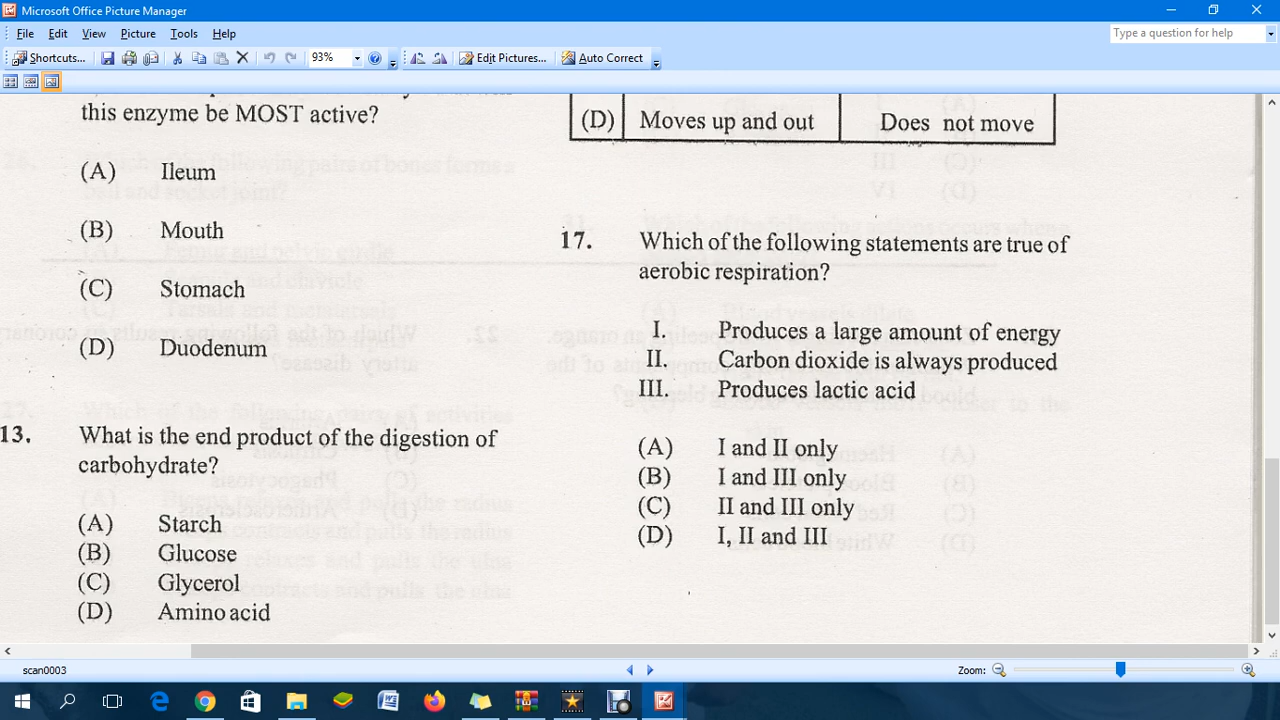 Microsoft Office Picture Manager
File Edit View Picture Tools Help
Type a question for help
Shortcuts...
93%
Edit Pictures...
Auto Correct
this enzyme be MOST active?
(A) Ileum
(B) Mouth
(C) Stomach
(D) Duodenum
13. What is the end product of the digestion of
carbohydrate?
(A) Starch
(B) Glucose
(C) Glycerol
(D) Amino acid
(D) Moves up and out Does not move
17. Which of the following statements are true of
aerobic respiration?
I. Produces a large amount of energy
II. Carbon dioxide is always produced
III. Produces lactic acid
(A) I and II only
(B) I and III only
(C) II and III only
(D) I, II and III
scan0003
Zoom: